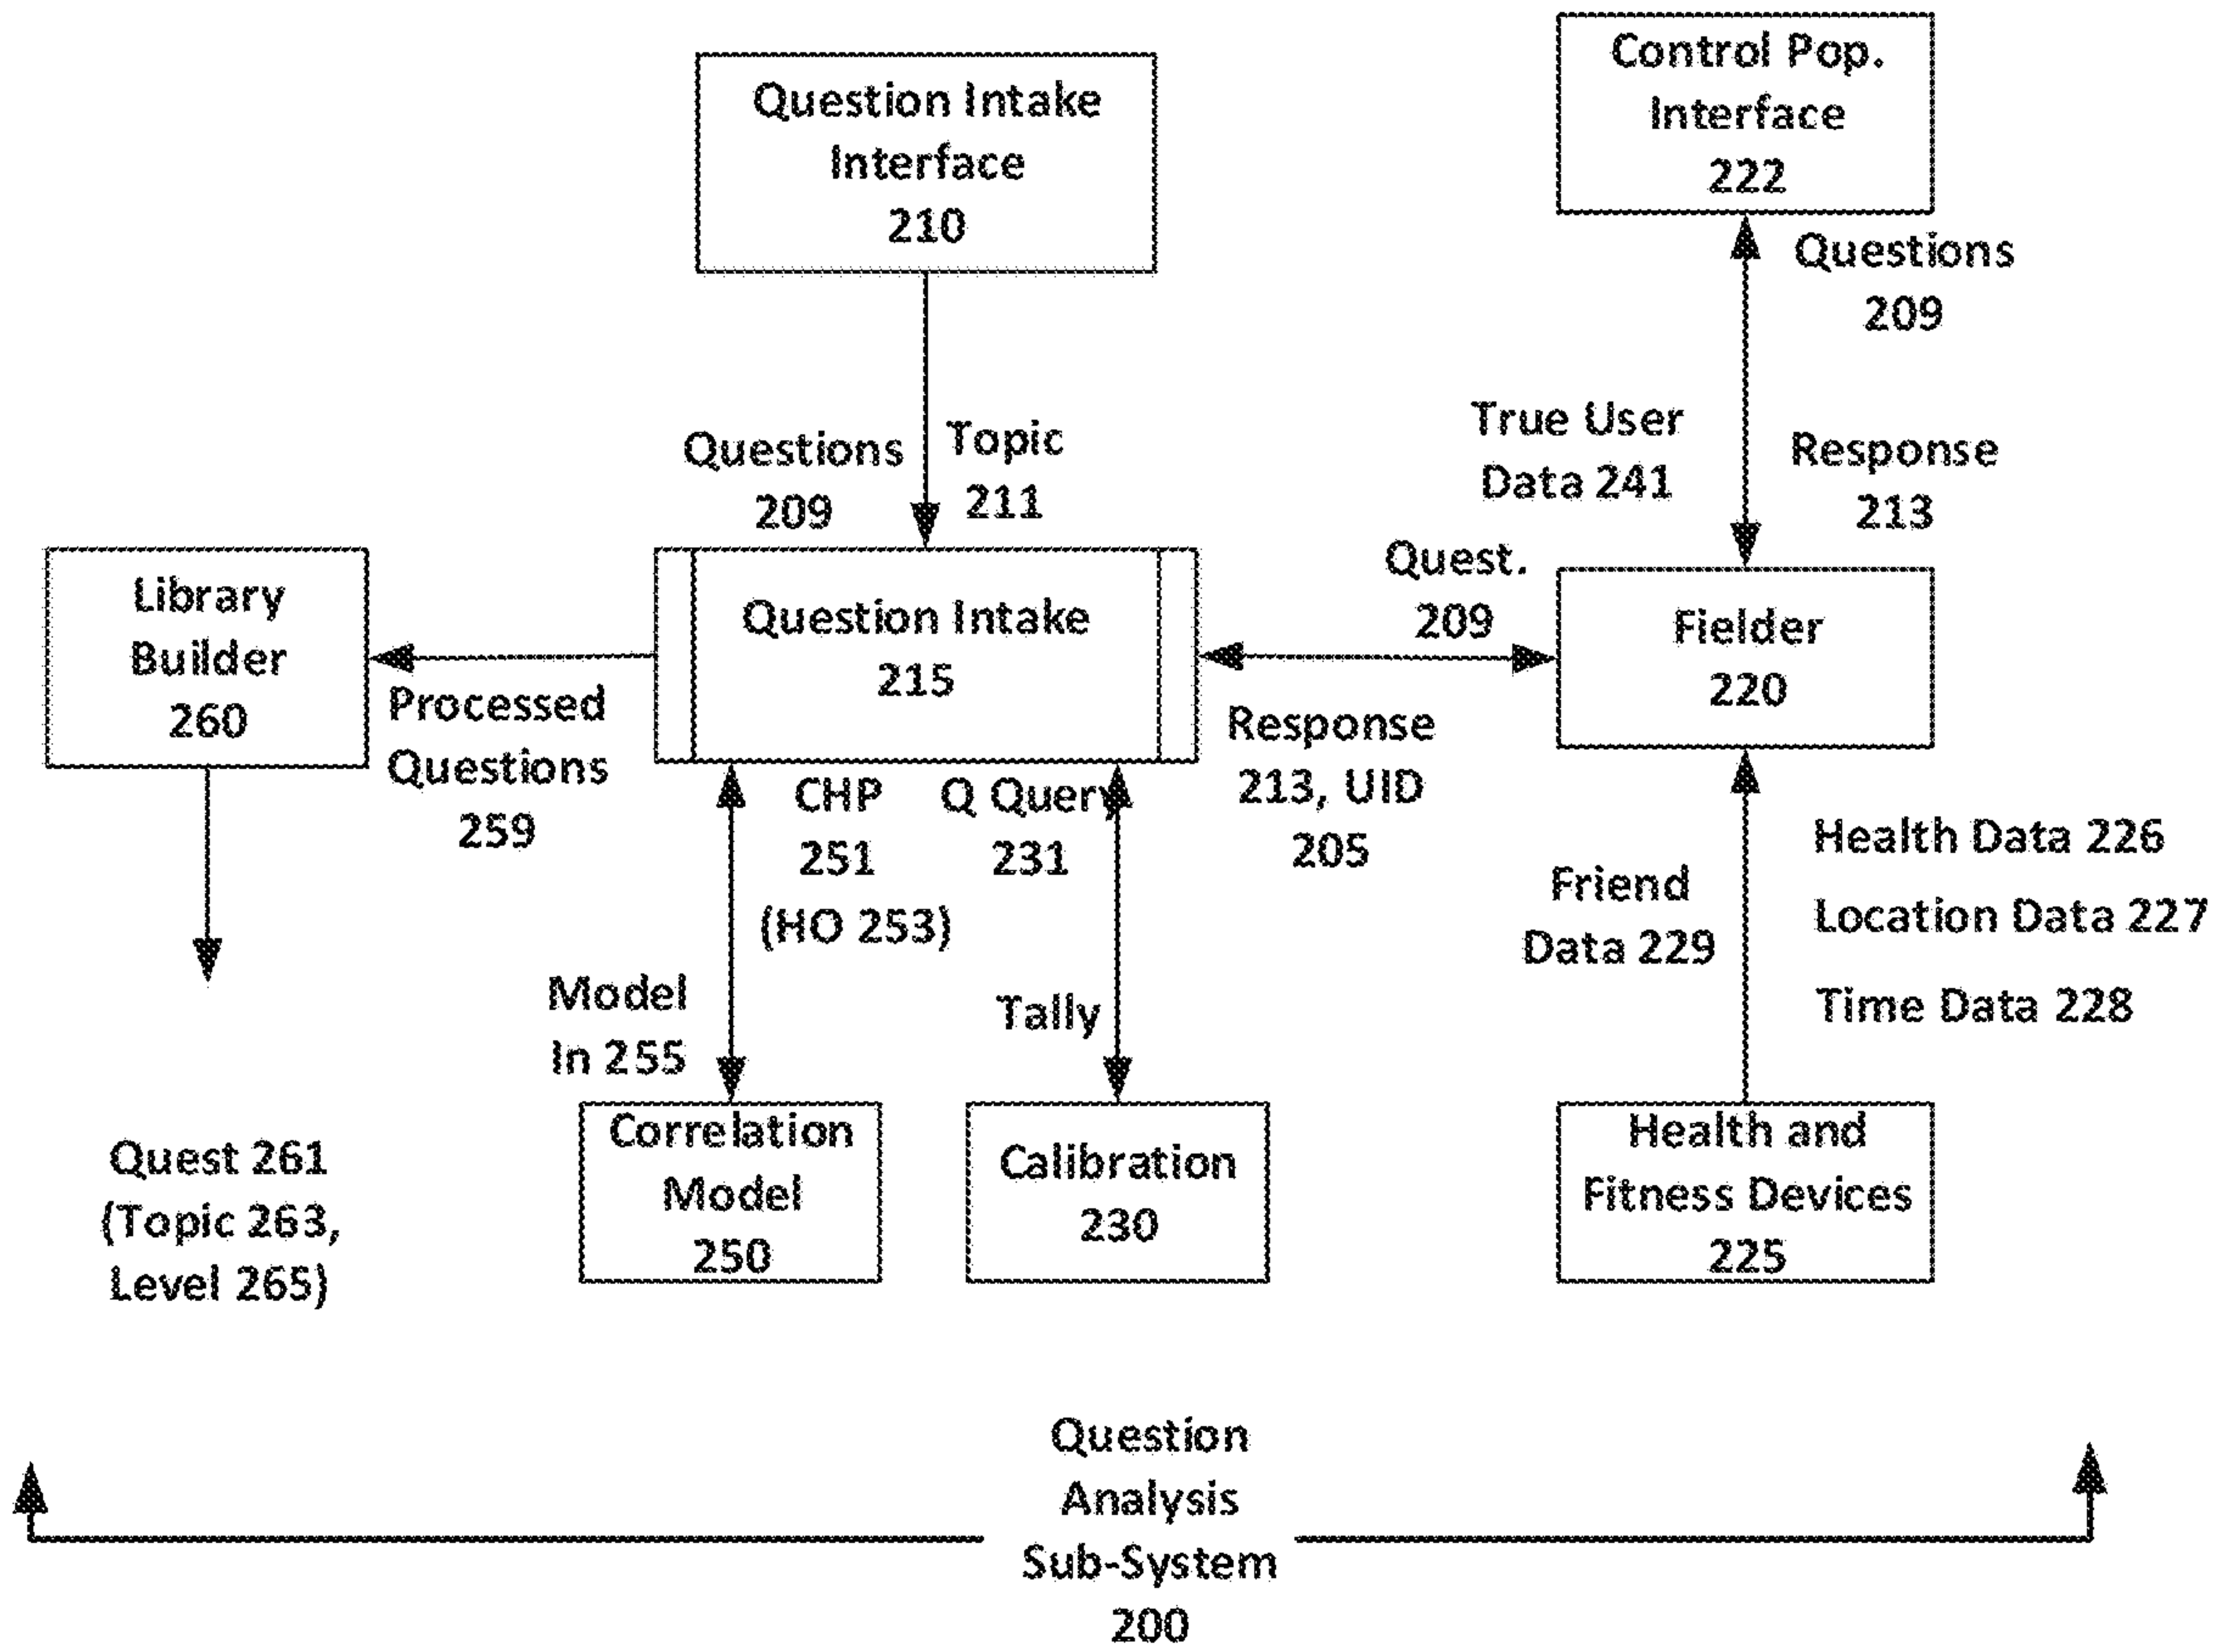 Control Pop.
Interface
222
Question Intake
Interface
210
Questions
209
True User
Data 241
Response
213
Questions
209
Topic
211
Quest.
209
Library
Builder
260
Question Intake
215
Fielder
220
Processed
Questions
259
Response
213, UID
205
CHP
251
(HO 253)
Q Query
231
Health Data 226
Location Data 227
Time Data 228
Friend
Data 229
Model
In 255
Tally
Correlation
Model
250
Calibration
230
Health and
Fitness Devices
225
Quest 261
(Topic 263,
Level 265)
Question
Analysis
Sub-System
200